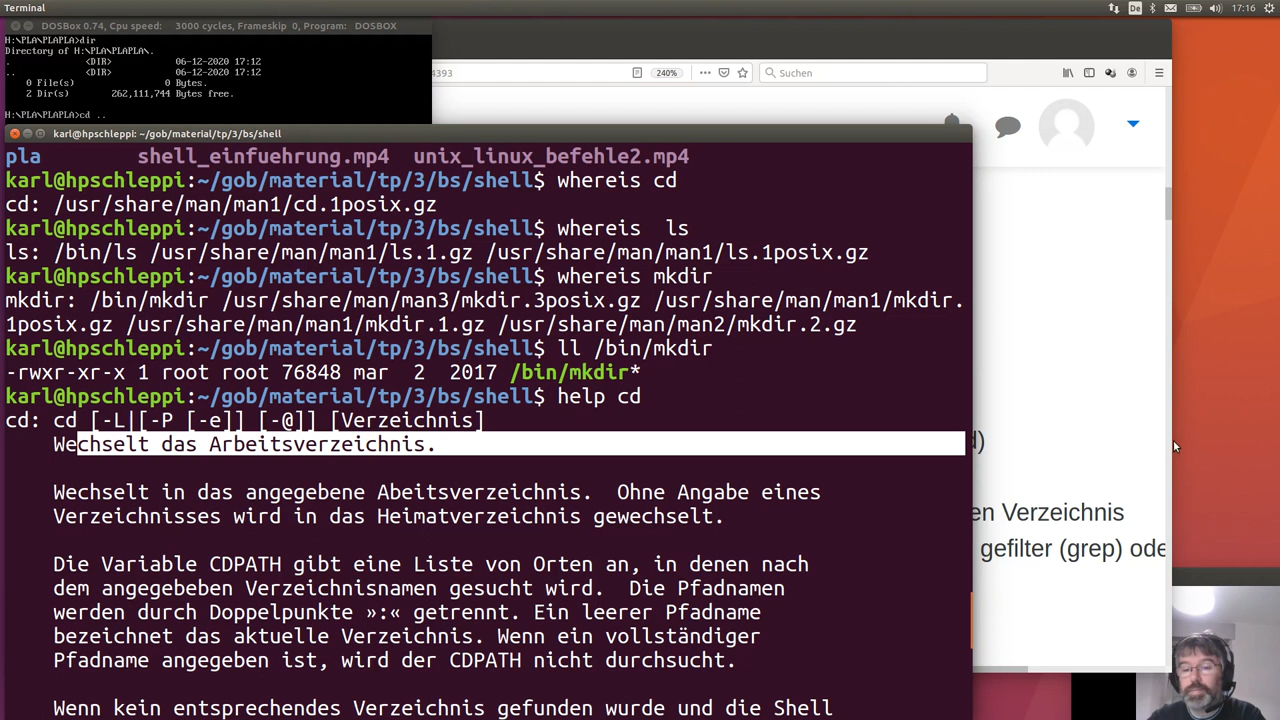 Terminal
De
17:16
DOSBox 0.74, Cpu speed: 3000 cycles, Frameskip 0, Program: DOSBOX
H:\PLA\PLAPLA>dir
Directory of H:\PLA\PLAPLA\.
. <DIR> 06-12-2020 17:12
.. <DIR> 06-12-2020 17:12
0 File(s) 0 Bytes.
2 Dir(s) 262,111,744 Bytes free.
H:\PLA\PLAPLA>cd ..
4393
240%
Suchen
karl@hpschleppi: ~/gob/material/tp/3/bs/shell
pla shell_einfuehrung.mp4 unix_linux_befehle2.mp4
karl@hpschleppi:~/gob/material/tp/3/bs/shell$ whereis cd
cd: /usr/share/man/man1/cd.1posix.gz
karl@hpschleppi:~/gob/material/tp/3/bs/shell$ whereis  ls
ls: /bin/ls /usr/share/man/man1/ls.1.gz /usr/share/man/man1/ls.1posix.gz
karl@hpschleppi:~/gob/material/tp/3/bs/shell$ whereis mkdir
mkdir: /bin/mkdir /usr/share/man/man3/mkdir.3posix.gz /usr/share/man/man1/mkdir.
1posix.gz /usr/share/man/man1/mkdir.1.gz /usr/share/man/man2/mkdir.2.gz
karl@hpschleppi:~/gob/material/tp/3/bs/shell$ ll /bin/mkdir
-rwxr-xr-x 1 root root 76848 mar  2  2017 /bin/mkdir*
karl@hpschleppi:~/gob/material/tp/3/bs/shell$ help cd
cd: cd [-L|[-P [-e]] [-@]] [Verzeichnis]
Wechselt das Arbeitsverzeichnis.
Wechselt in das angegebene Abeitsverzeichnis.  Ohne Angabe eines
Verzeichnisses wird in das Heimatverzeichnis gewechselt.
Die Variable CDPATH gibt eine Liste von Orten an, in denen nach
dem angegebeben Verzeichnisnamen gesucht wird.  Die Pfadnamen
werden durch Doppelpunkte »:« getrennt. Ein leerer Pfadname
bezeichnet das aktuelle Verzeichnis. Wenn ein vollständiger
Pfadname angegeben ist, wird der CDPATH nicht durchsucht.
Wenn kein entsprechendes Verzeichnis gefunden wurde und die Shell
d)
en Verzeichnis
gefilter (grep) ode